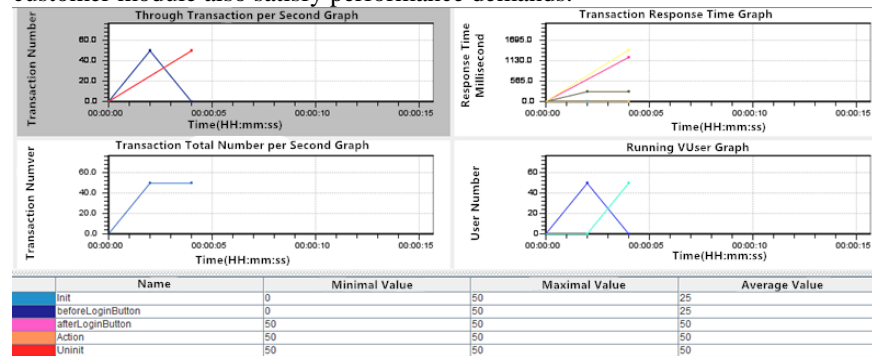 customer module also satisfy performance demands.
Through Transaction per Second Graph
Transaction Number
60.0
40.0
20.0
0.0
00:00:00 00:00:05 00:00:10 00:00:15
Time(HH:mm:ss)
Transaction Response Time Graph
Response Time
Millisecond
1695.0
1130.0
565.0
0.0
00:00:00 00:00:05 00:00:10 00:00:15
Time(HH:mm:ss)
Transaction Total Number per Second Graph
Transaction Numver
60.0
40.0
20.0
0.0
00:00:00 00:00:05 00:00:10 00:00:15
Time(HH:mm:ss)
Running VUser Graph
User Number
60
40
20
0
00:00:00 00:00:05 00:00:10 00:00:15
Time(HH:mm:ss)
Name Minimal Value Maximal Value Average Value
Init 0 50 25
beforeLoginButton 0 50 25
afterLoginButton 50 50 50
Action 50 50 50
Uninit 50 50 50